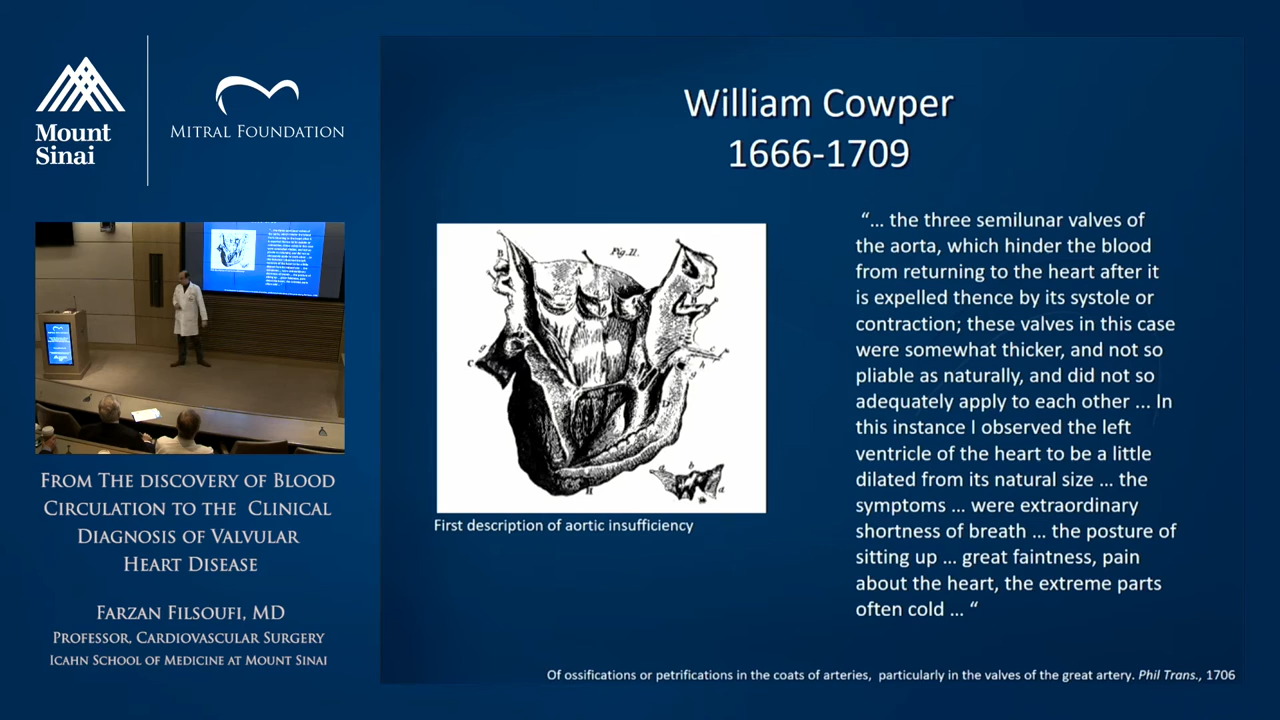 Mount
Sinai
MITRAL FOUNDATION
FROM THE DISCOVERY OF BLOOD
CIRCULATION TO THE CLINICAL
DIAGNOSIS OF VALVULAR
HEART DISEASE
FARZAN FILSOUFI, MD
PROFESSOR, CARDIOVASCULAR SURGERY
ICAHN SCHOOL OF MEDICINE AT MOUNT SINAI
William Cowper
1666-1709
Fig. II.
First description of aortic insufficiency
“… the three semilunar valves of
the aorta, which hinder the blood
from returning to the heart after it
is expelled thence by its systole or
contraction; these valves in this case
were somewhat thicker, and not so
pliable as naturally, and did not so
adequately apply to each other … In
this instance I observed the left
ventricle of the heart to be a little
dilated from its natural size … the
symptoms … were extraordinary
shortness of breath … the posture of
sitting up … great faintness, pain
about the heart, the extreme parts
often cold … “
Of ossifications or petrifications in the coats of arteries, particularly in the valves of the great artery. Phil Trans., 1706